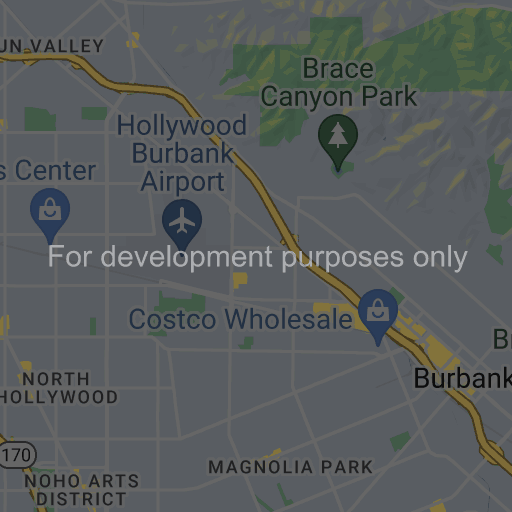 UN VALLEY
Brace
Canyon Park
Hollywood
Burbank
Airport
s Center
For development purposes only
Costco Wholesale
Br
Burbank
NORTH
HOLLYWOOD
170
MAGNOLIA PARK
NOHO ARTS
DISTRICT